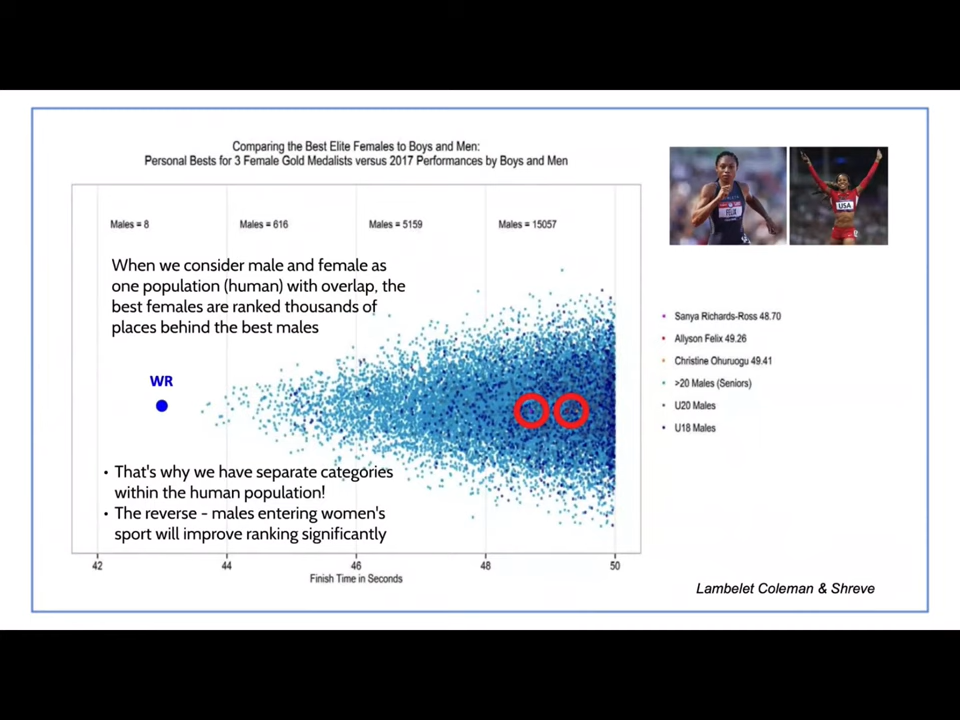 Comparing the Best Elite Females to Boys and Men:
Personal Bests for 3 Female Gold Medalists versus 2017 Performances by Boys and Men
Males = 8
Males = 616
Males = 5159
Males = 15057
When we consider male and female as
one population (human) with overlap, the
best females are ranked thousands of
places behind the best males
WR
• That's why we have separate categories
within the human population!
• The reverse - males entering women's
sport will improve ranking significantly
42
44
46
48
50
Finish Time in Seconds
FELIX
USA
Sanya Richards-Ross 48.70
Allyson Felix 49.26
Christine Ohuruogu 49.41
>20 Males (Seniors)
U20 Males
U18 Males
Lambelet Coleman & Shreve